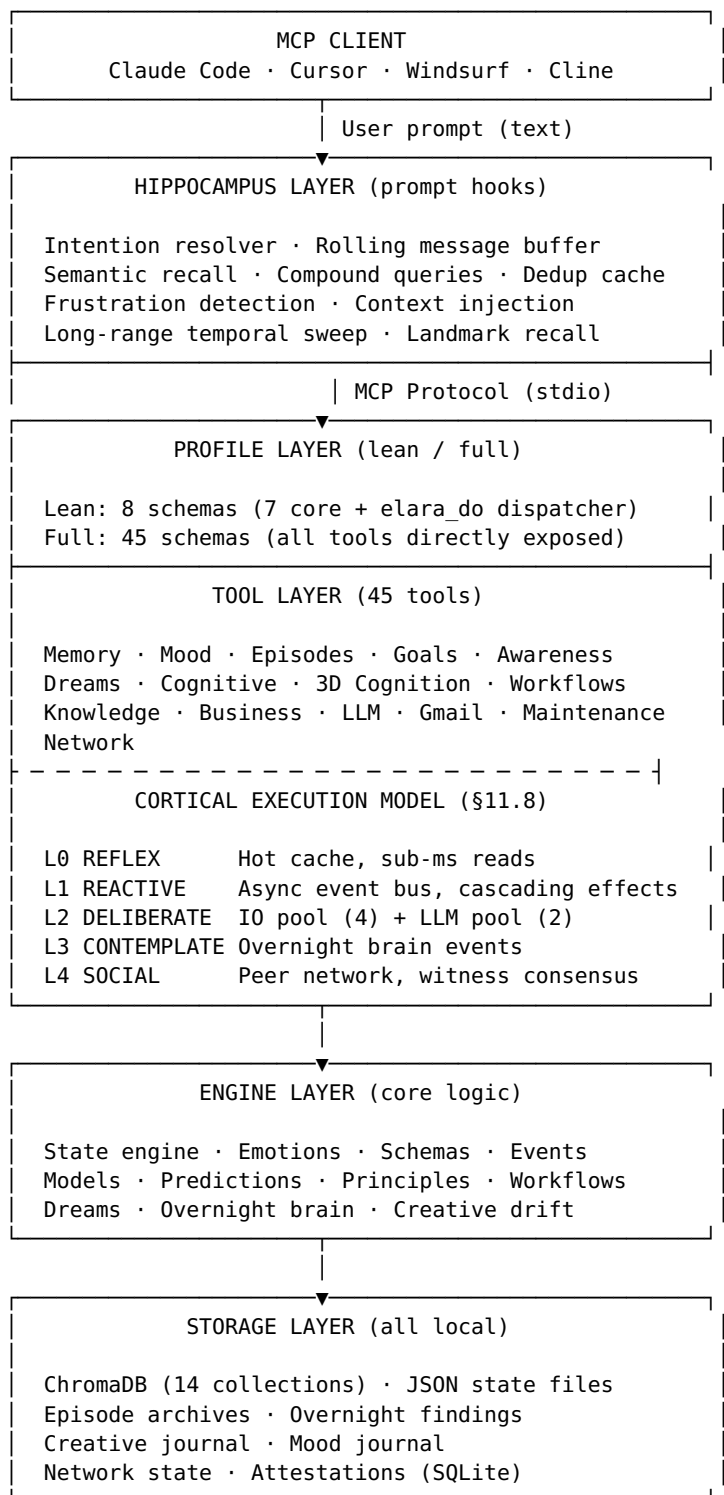 MCP CLIENT
Claude Code · Cursor · Windsurf · Cline
User prompt (text)
HIPPOCAMPUS LAYER (prompt hooks)
Intention resolver · Rolling message buffer
Semantic recall · Compound queries · Dedup cache
Frustration detection · Context injection
Long-range temporal sweep · Landmark recall
MCP Protocol (stdio)
PROFILE LAYER (lean / full)
Lean: 8 schemas (7 core + elara_do dispatcher)
Full: 45 schemas (all tools directly exposed)
TOOL LAYER (45 tools)
Memory · Mood · Episodes · Goals · Awareness
Dreams · Cognitive · 3D Cognition · Workflows
Knowledge · Business · LLM · Gmail · Maintenance
Network
CORTICAL EXECUTION MODEL (§11.8)
L0 REFLEX Hot cache, sub-ms reads
L1 REACTIVE Async event bus, cascading effects
L2 DELIBERATE IO pool (4) + LLM pool (2)
L3 CONTEMPLATE Overnight brain events
L4 SOCIAL Peer network, witness consensus
ENGINE LAYER (core logic)
State engine · Emotions · Schemas · Events
Models · Predictions · Principles · Workflows
Dreams · Overnight brain · Creative drift
STORAGE LAYER (all local)
ChromaDB (14 collections) · JSON state files
Episode archives · Overnight findings
Creative journal · Mood journal
Network state · Attestations (SQLite)